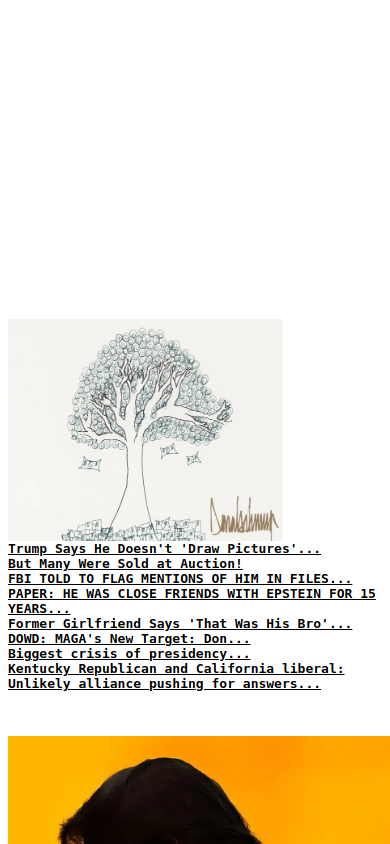 Trump Says He Doesn't 'Draw Pictures'...
But Many Were Sold at Auction!
FBI TOLD TO FLAG MENTIONS OF HIM IN FILES...
PAPER: HE WAS CLOSE FRIENDS WITH EPSTEIN FOR 15
YEARS...
Former Girlfriend Says 'That Was His Bro'...
DOWD: MAGA's New Target: Don...
Biggest crisis of presidency...
Kentucky Republican and California liberal:
Unlikely alliance pushing for answers...